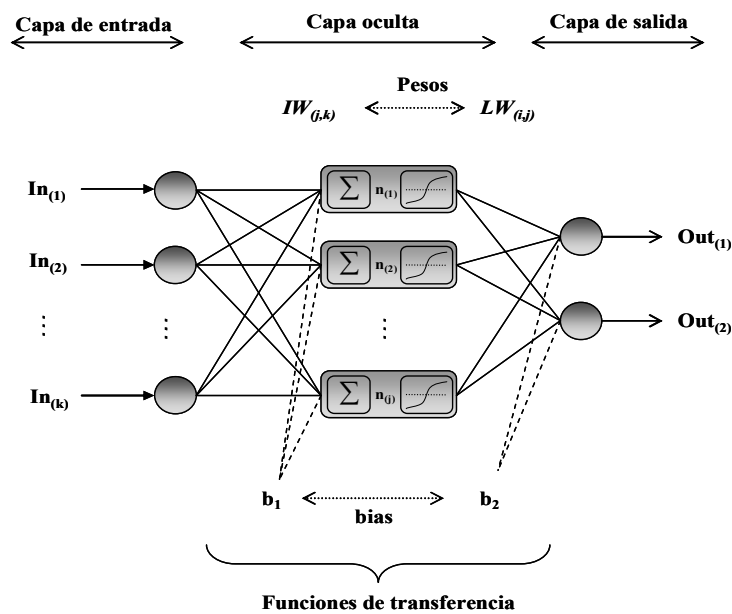 Capa de entrada Capa oculta Capa de salida
Pesos
IW(j,k) LW(i,j)
In(1) Σ n(1)
Out(1)
In(2) Σ n(2)
Out(2)
In(k) Σ n(j)
b1 b2
bias
Funciones de transferencia